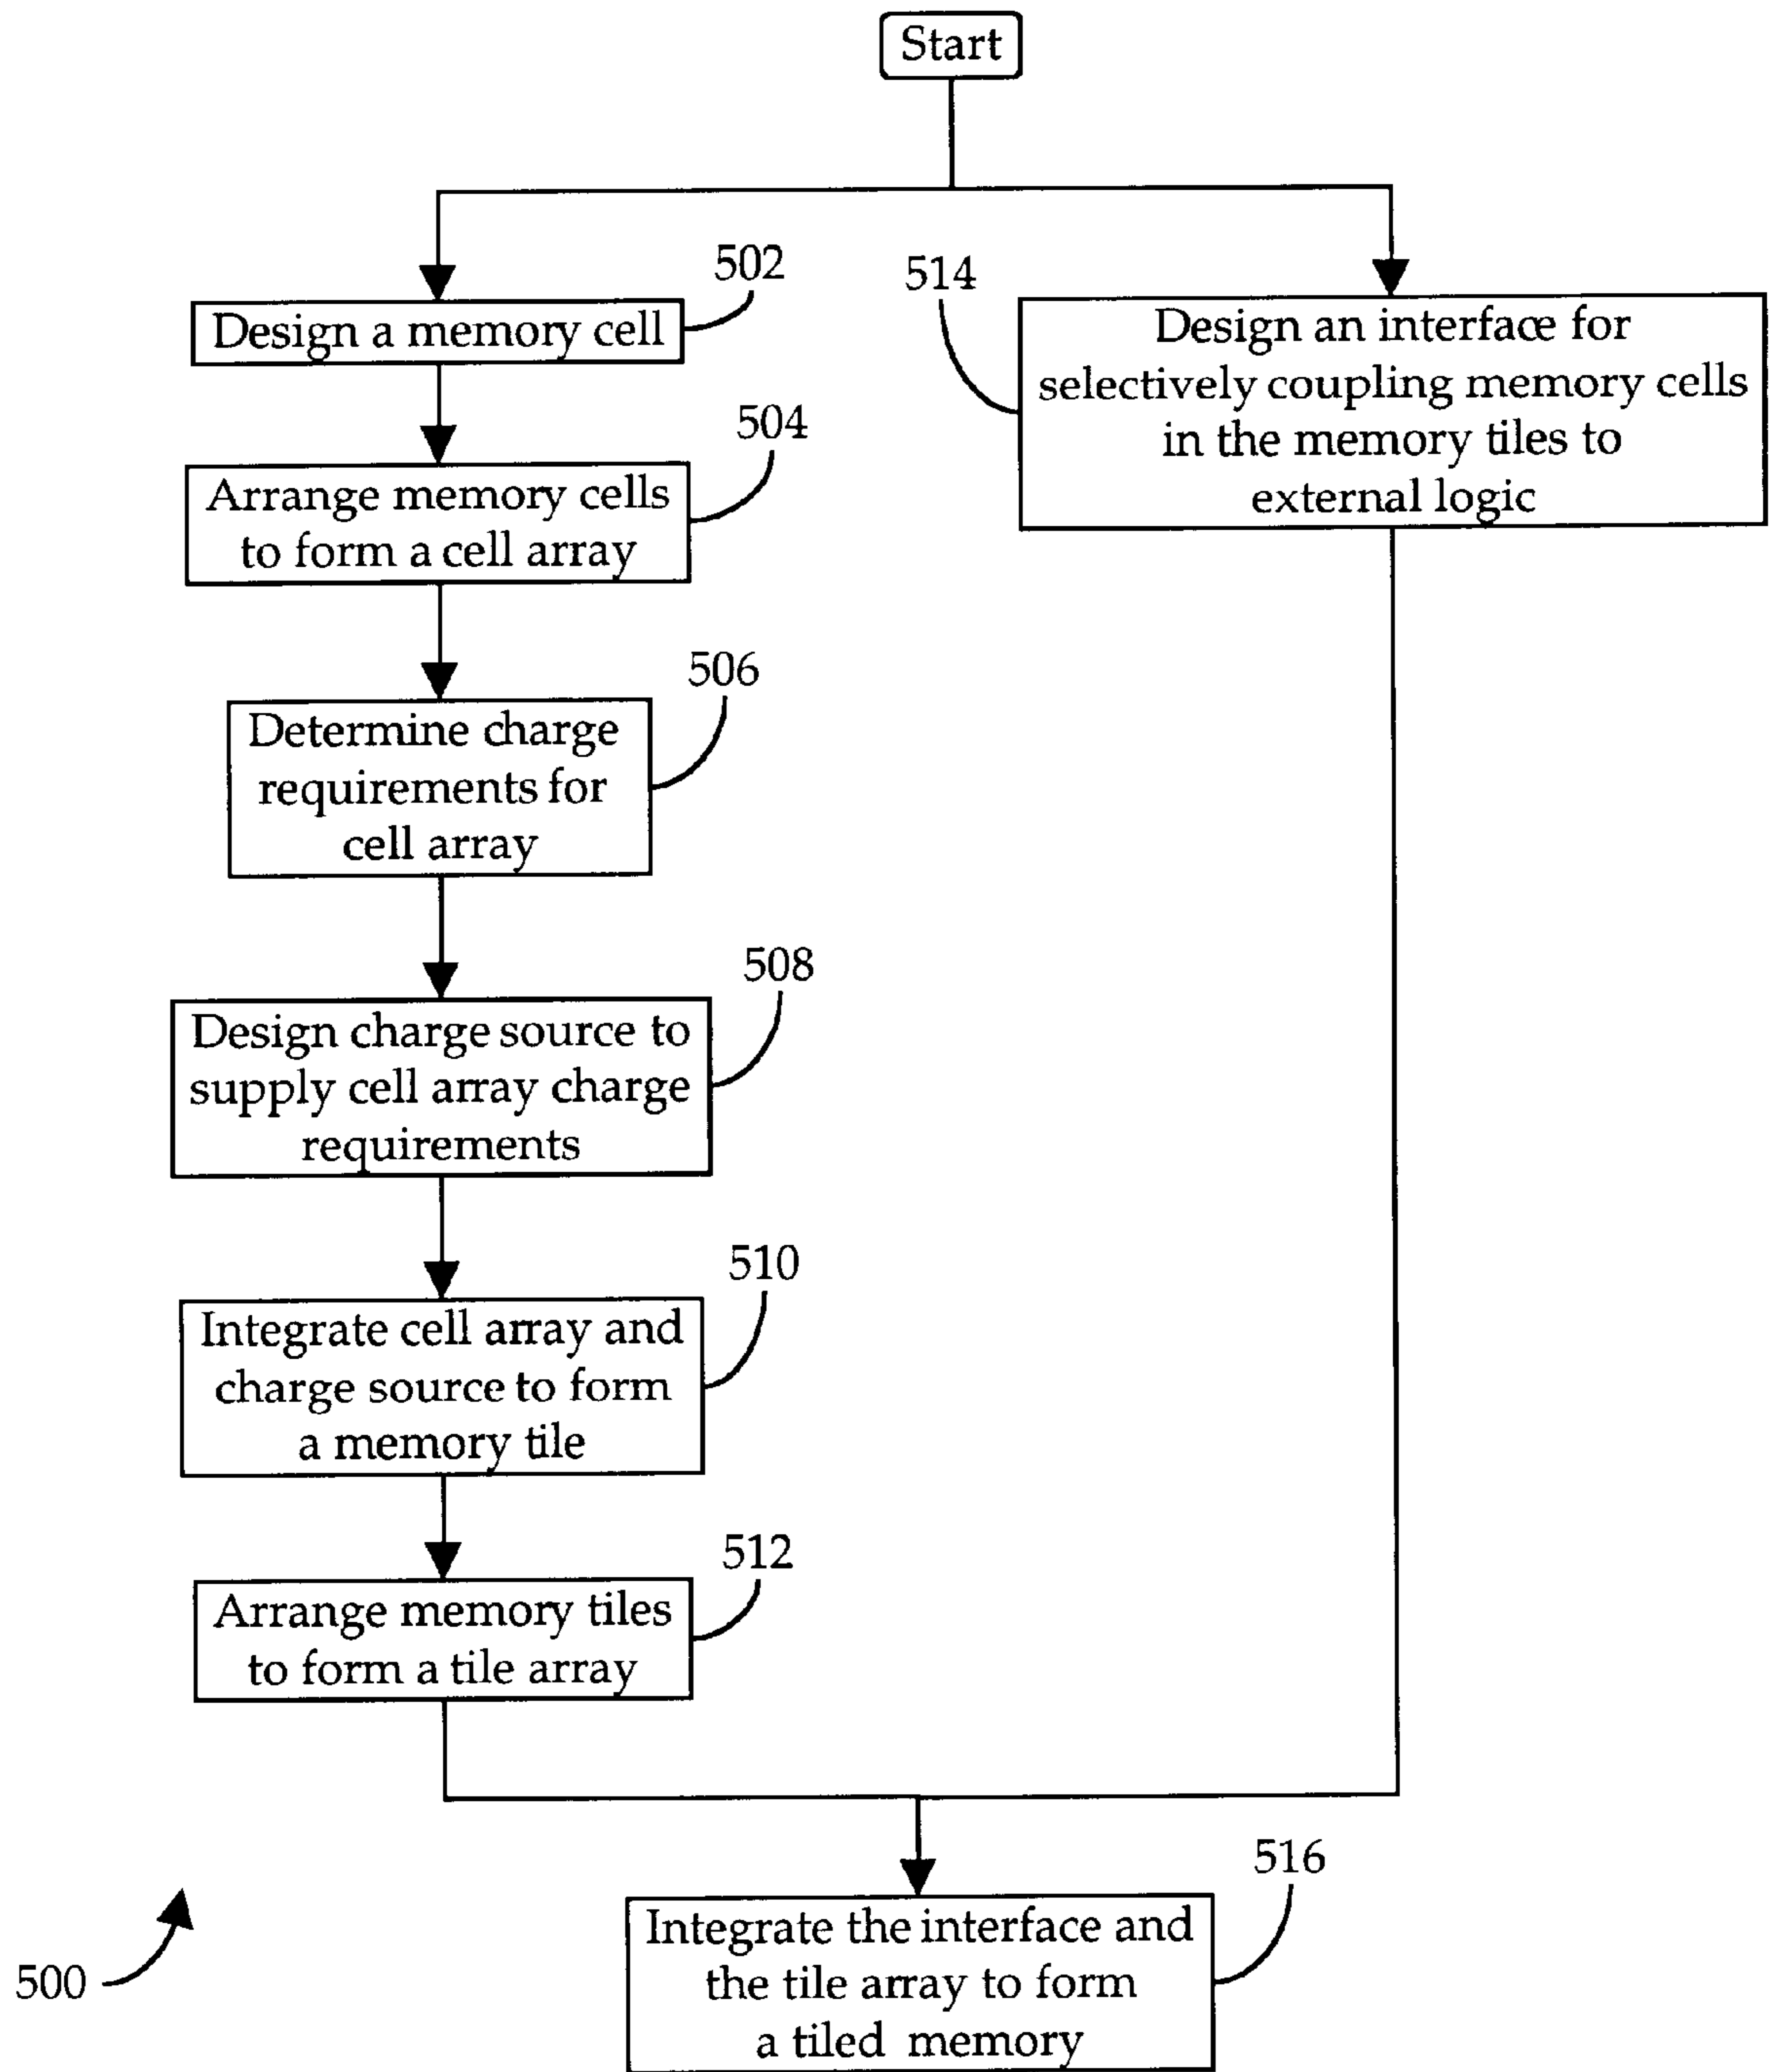 Start
502
514
Design a memory cell
Design an interface for
selectively coupling memory cells
in the memory tiles to
external logic
504
Arrange memory cells
to form a cell array
506
Determine charge
requirements for
cell array
508
Design charge source to
supply cell array charge
requirements
510
Integrate cell array and
charge source to form
a memory tile
512
Arrange memory tiles
to form a tile array
516
Integrate the interface and
the tile array to form
a tiled memory
500